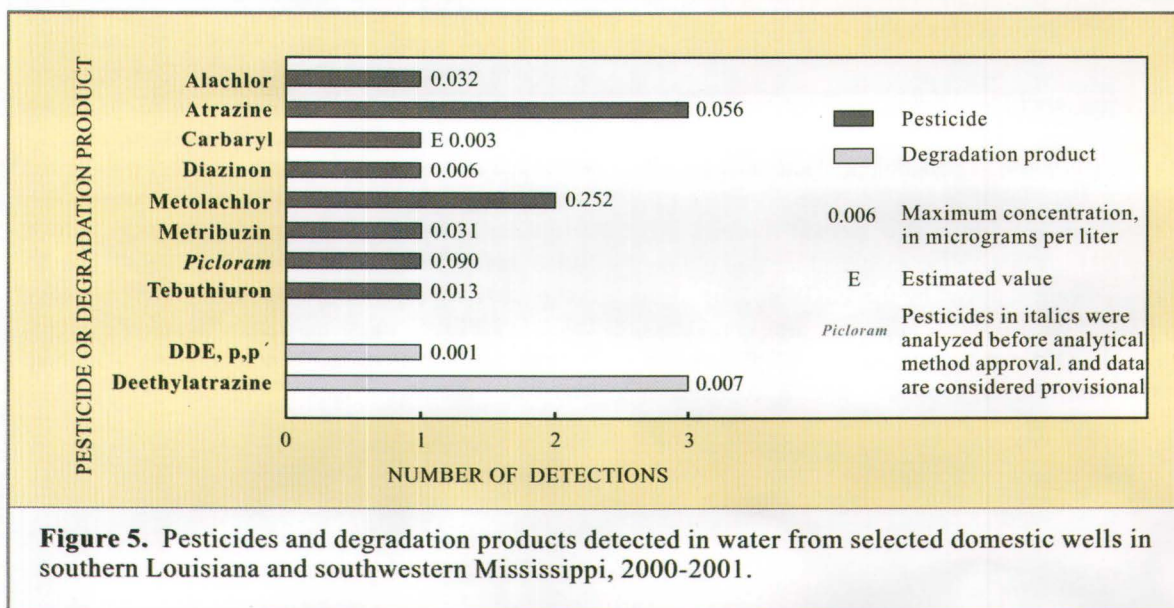 PESTICIDE OR DEGRADATION PRODUCT
Alachlor 0.032
Atrazine 0.056
Carbaryl E 0.003
Diazinon 0.006
Metolachlor 0.252
Metribuzin 0.031
Picloram 0.090
Tebuthiuron 0.013
DDE, p,p´ 0.001
Deethylatrazine 0.007
0 1 2 3
NUMBER OF DETECTIONS
Pesticide
Degradation product
0.006 Maximum concentration,
in micrograms per liter
E Estimated value
Picloram Pesticides in italics were
analyzed before analytical
method approval. and data
are considered provisional
Figure 5. Pesticides and degradation products detected in water from selected domestic wells in
southern Louisiana and southwestern Mississippi, 2000-2001.